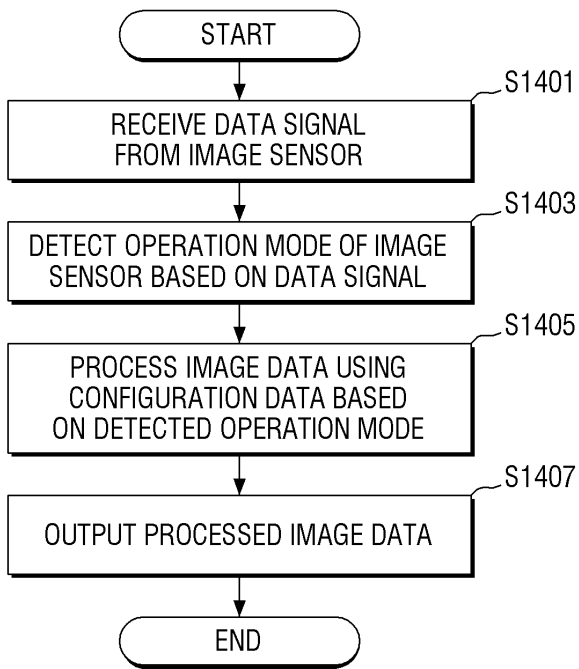 START
S1401
RECEIVE DATA SIGNAL
FROM IMAGE SENSOR
S1403
DETECT OPERATION MODE OF IMAGE
SENSOR BASED ON DATA SIGNAL
S1405
PROCESS IMAGE DATA USING
CONFIGURATION DATA BASED
ON DETECTED OPERATION MODE
S1407
OUTPUT PROCESSED IMAGE DATA
END